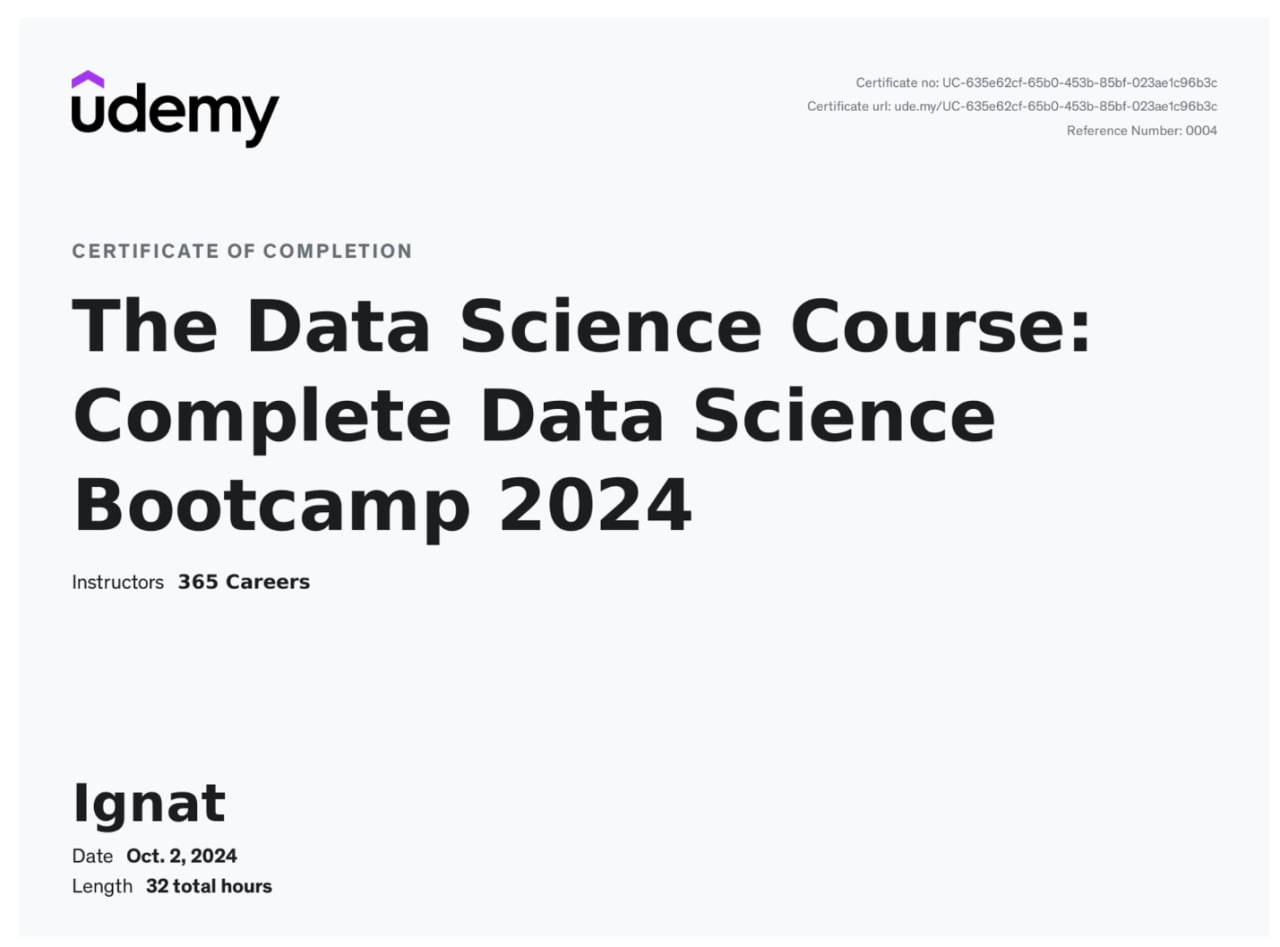 udemy
Certificate no: UC-635e62cf-65b0-453b-85bf-023ae1c96b3c
Certificate url: ude.my/UC-635e62cf-65b0-453b-85bf-023ae1c96b3c
Reference Number: 0004
CERTIFICATE OF COMPLETION
The Data Science Course:
Complete Data Science
Bootcamp 2024
Instructors 365 Careers
Ignat
Date Oct. 2, 2024
Length 32 total hours